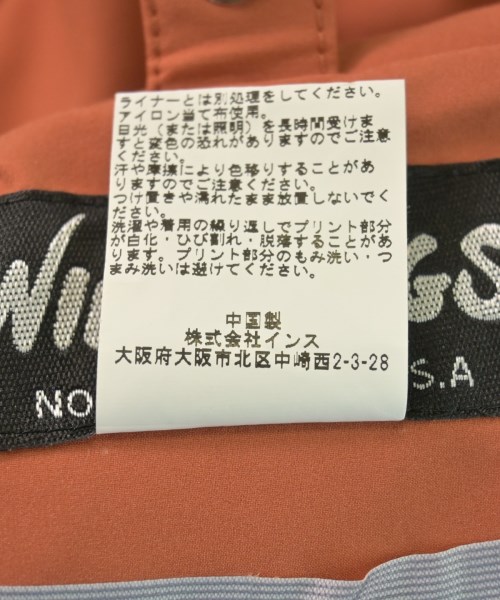 ライナーとは別処理をしてください。
アイロン当て布使用。
日光（または照明）を長時間受けま
すと変色の恐れがありますのでご注意
ください。
汗や摩擦により色移りすることがあ
りますのでご注意ください。
つけ置きや濡れたまま放置しないでく
ださい。
洗濯や着用の繰り返しでプリント部分
が白化・ひび割れ・脱落することがあ
ります。プリント部分のもみ洗い・つ
まみ洗いは避けてください。
中国製
株式会社インス
大阪府大阪市北区中崎西2-3-28
NO
S.A